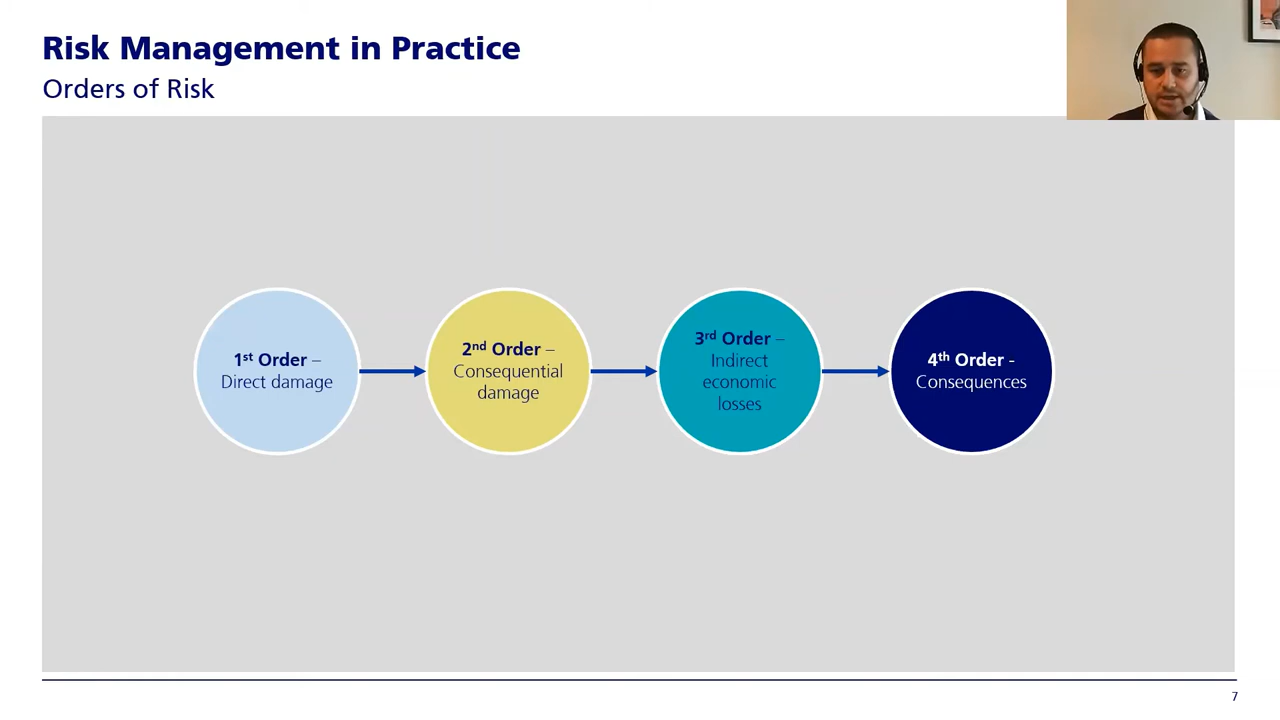 Risk Management in Practice
Orders of Risk
1st Order –
Direct damage
2nd Order –
Consequential
damage
3rd Order –
Indirect
economic
losses
4th Order -
Consequences
7